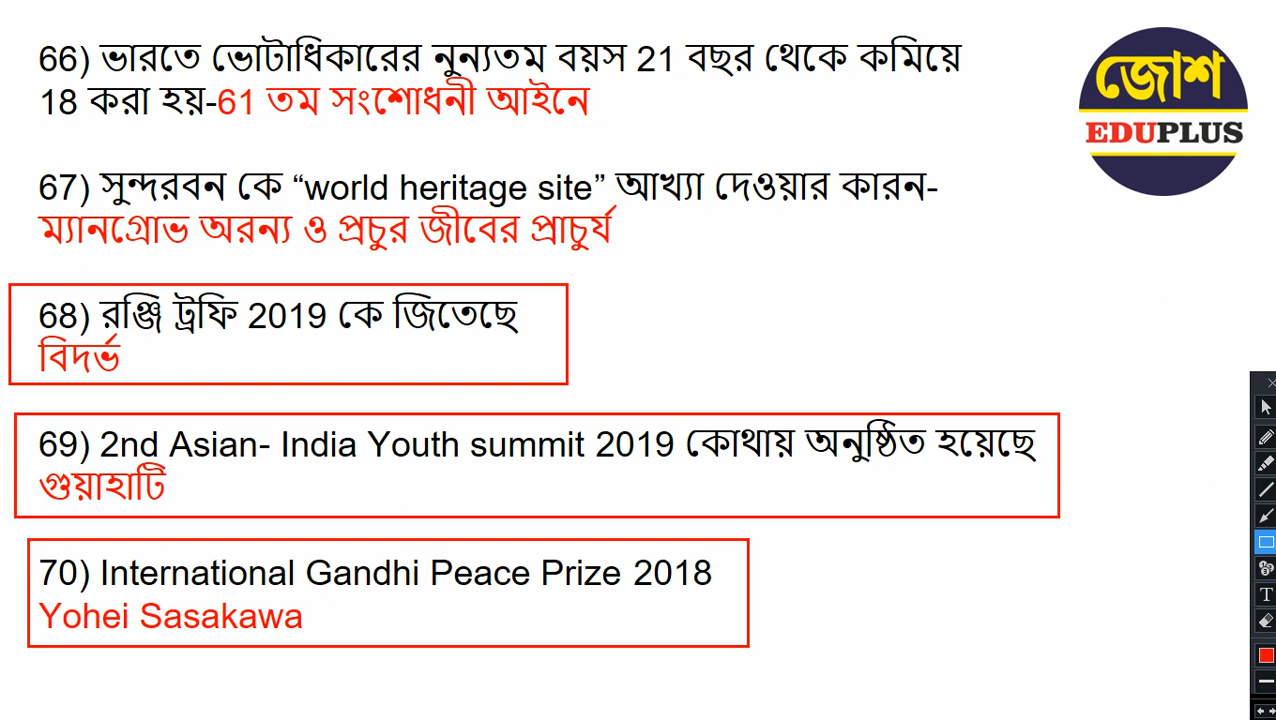 66) ভারতে ভোটাধিকারের নুন্যতম বয়স 21 বছর থেকে কমিয়ে
18 করা হয়-61 তম সংশোধনী আইনে
67) সুন্দরবন কে “world heritage site” আখ্যা দেওয়ার কারন-
ম্যানগ্রোভ অরন্য ও প্রচুর জীবের প্রাচুর্য
68) রঞ্জি ট্রফি 2019 কে জিতেছে
বিদর্ভ
69) 2nd Asian- India Youth summit 2019 কোথায় অনুষ্ঠিত হয়েছে
গুয়াহাটি
70) International Gandhi Peace Prize 2018
Yohei Sasakawa
জোশ
EDUPLUS